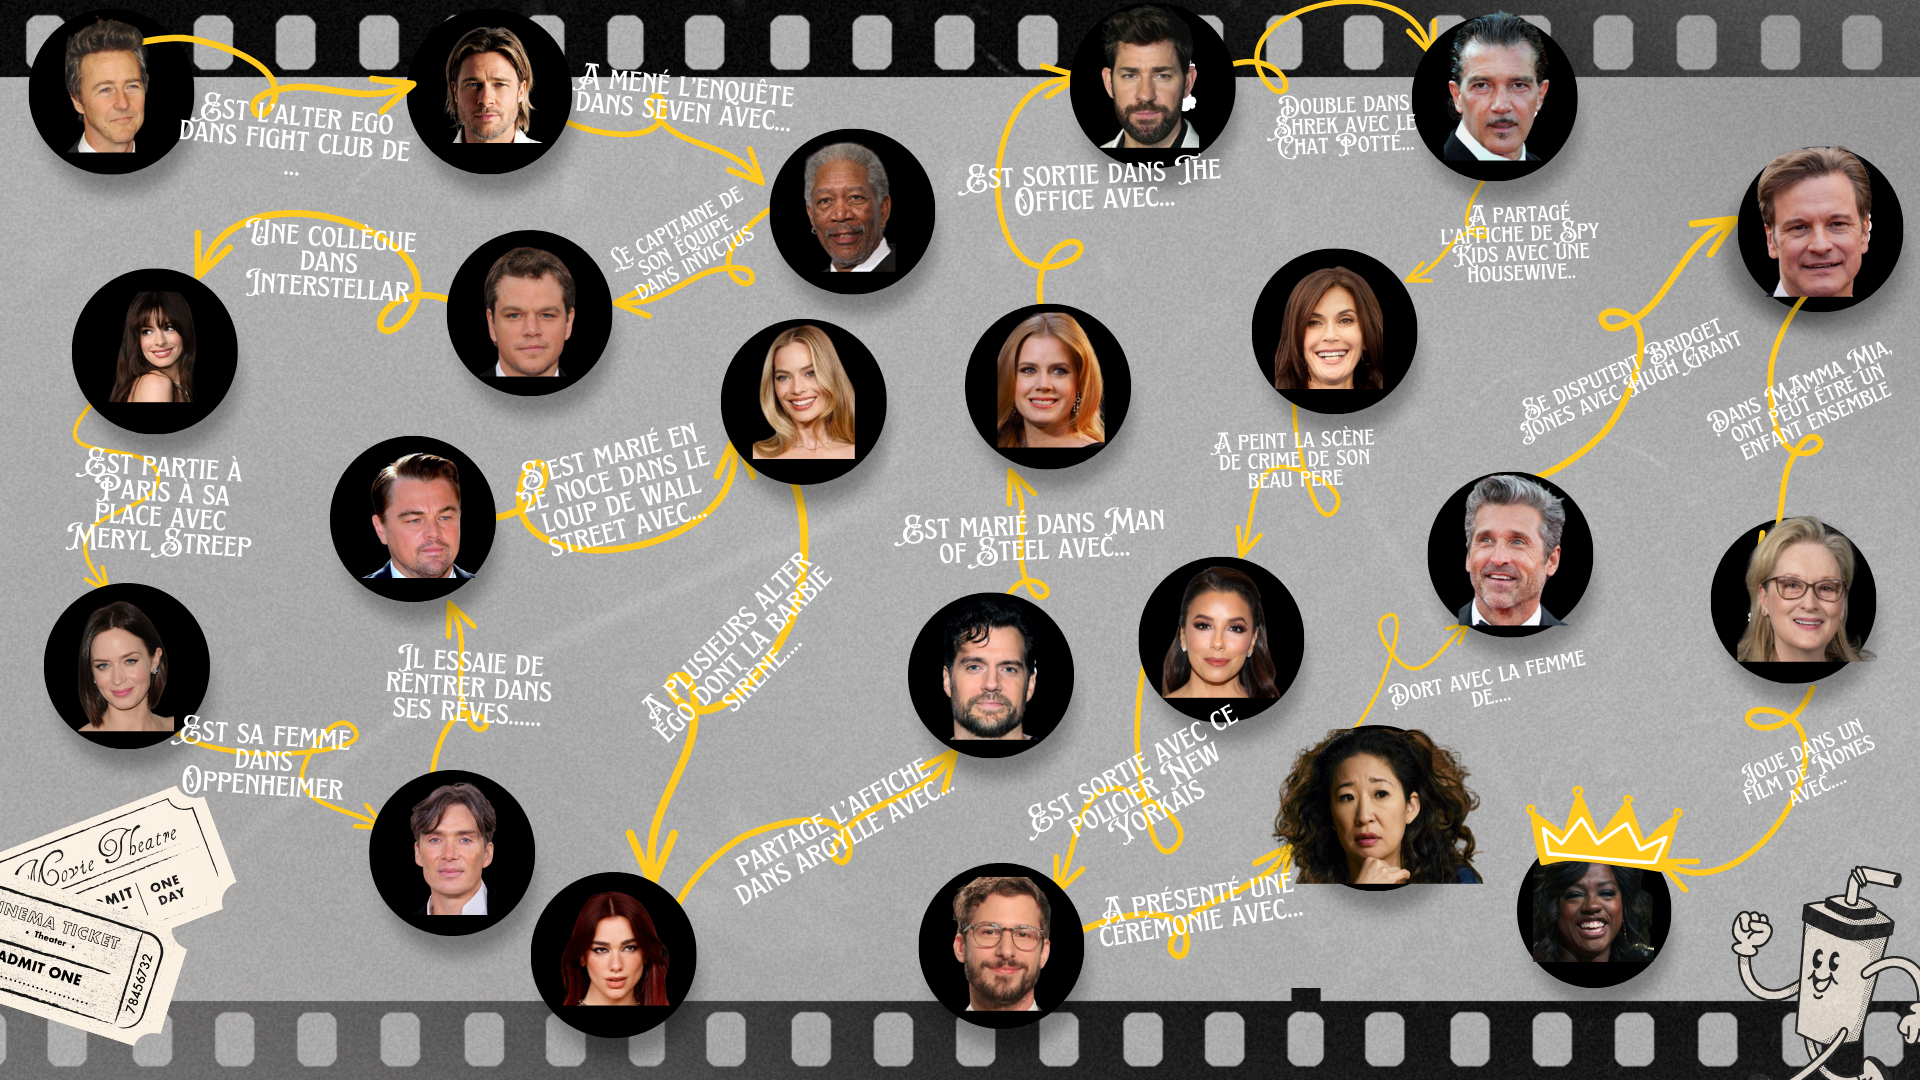 Est l'alter ego
dans Fight Club de
...
A mené l'enquête
dans Seven avec...
Le capitaine de
son équipe
dans Invictus
Une collègue
dans
Interstellar
Est partie à
Paris à sa
place avec
Meryl Streep
Est sa femme
dans
Oppenheimer
Il essaie de
rentrer dans
ses rêves......
S'est marié en
2e noce dans Le
Loup de Wall
Street avec...
A plusieurs alter
égo dont la Barbie
Sirène....
Partage l'affiche
dans Argylle avec...
Est marié dans Man
of Steel avec...
Est sortie dans The
Office avec...
Double dans
Shrek avec le
Chat Potté...
A partagé
l'affiche de Spy
Kids avec une
Housewive..
A peint la scène
de crime de son
beau père
Est sortie avec ce
policier New
Yorkais
A présenté une
cérémonie avec...
Dort avec la femme
de....
Se disputent Bridget
Jones avec Hugh Grant
Dans MAmma Mia,
ont peut être un
enfant ensemble
Joue dans un
film de Nones
avec....
Movie Theatre
MIT
ONE
DAY
INEMA TICKET
• Theater •
ADMIT ONE
78456732